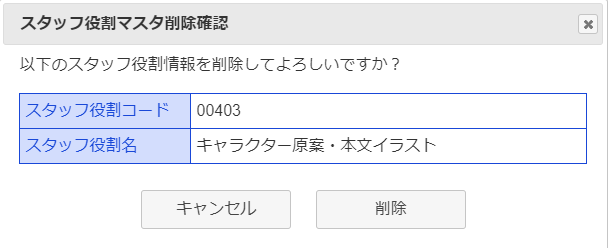 スタッフ役割マスタ削除確認
以下のスタッフ役割情報を削除してよろしいですか？
スタッフ役割コード 00403
スタッフ役割名 キャラクター原案・本文イラスト
キャンセル 削除